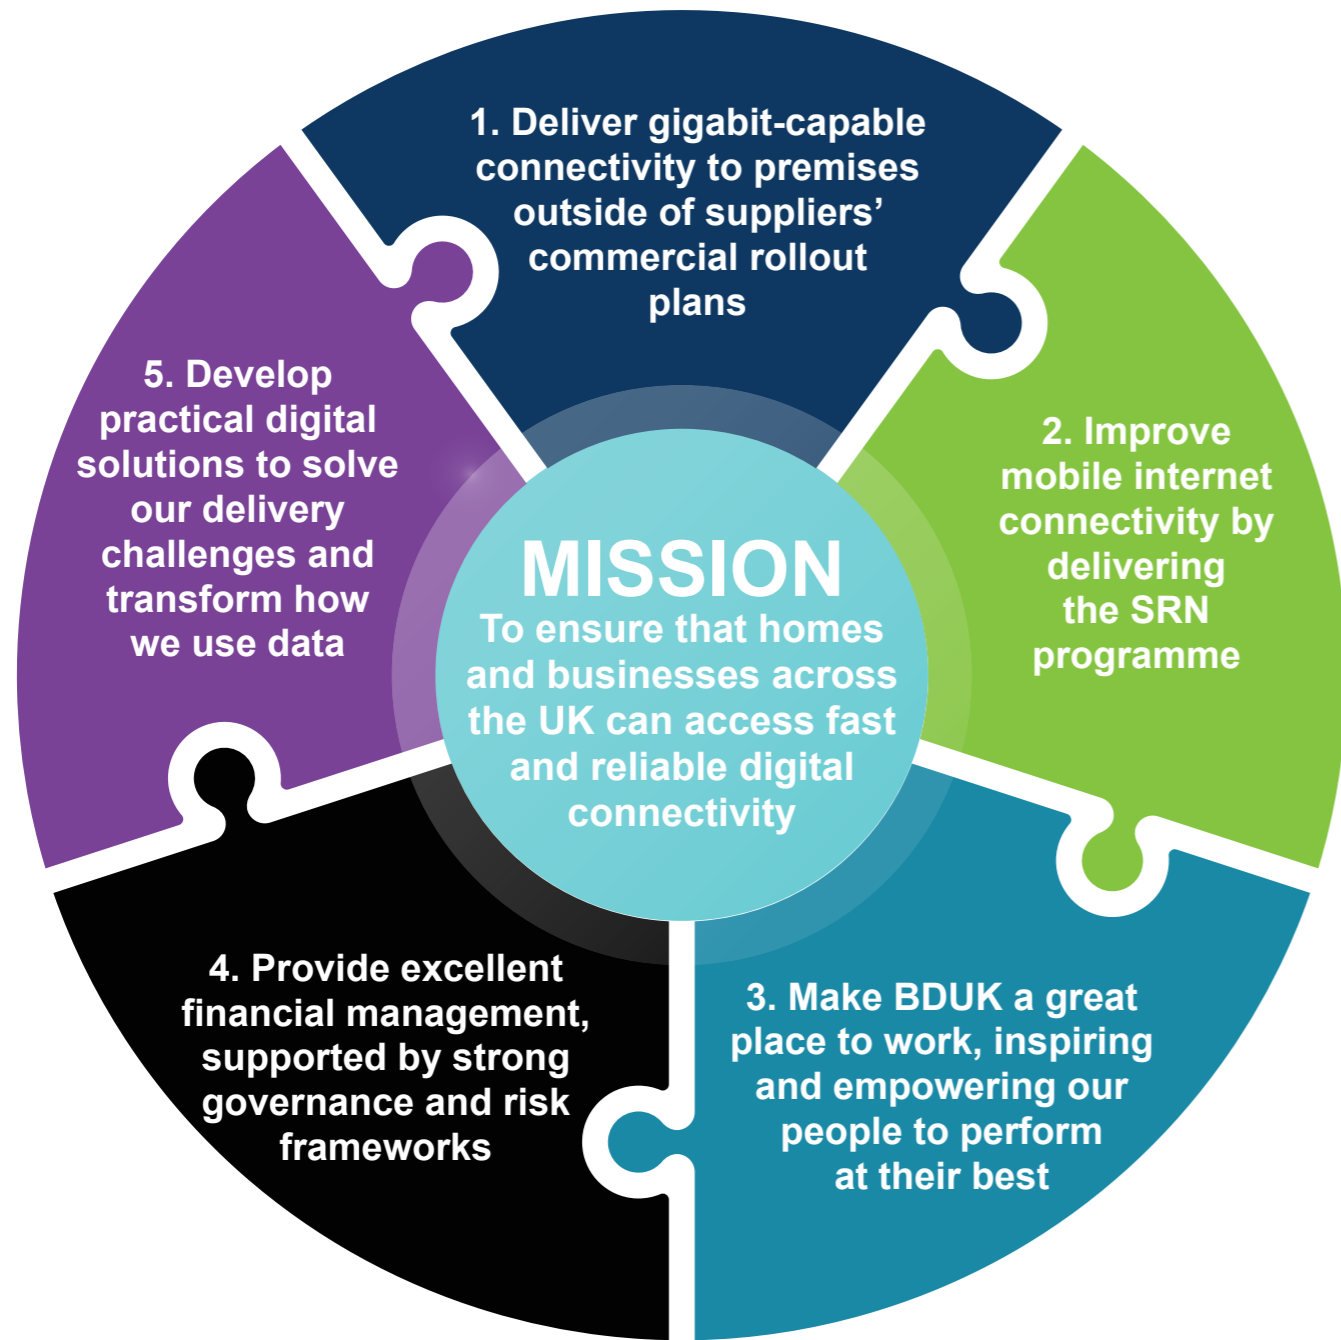 1. Deliver gigabit-capable
connectivity to premises
outside of suppliers’
commercial rollout
plans
2. Improve
mobile internet
connectivity by
delivering
the SRN
programme
3. Make BDUK a great
place to work, inspiring
and empowering our
people to perform
at their best
4. Provide excellent
financial management,
supported by strong
governance and risk
frameworks
5. Develop
practical digital
solutions to solve
our delivery
challenges and
transform how
we use data
MISSION
To ensure that homes
and businesses across
the UK can access fast
and reliable digital
connectivity